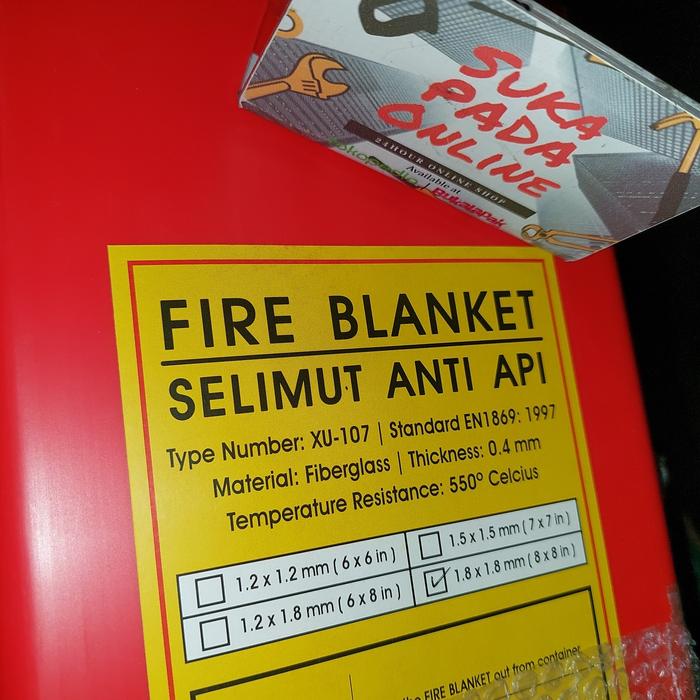 SUKA
PADA
ONLINE
24HOUR ONLINE SHOP
Available at
tokopedia / BukaLapak
FIRE BLANKET
SELIMUT ANTI API
Type Number: XU-107 | Standard EN1869: 1997
Material: Fiberglass | Thickness: 0.4 mm
Temperature Resistance: 550° Celcius
1.2 x 1.2 mm ( 6 x 6 in )
1.5 x 1.5 mm ( 7 x 7 in )
1.2 x 1.8 mm ( 6 x 8 in )
1.8 x 1.8 mm ( 8 x 8 in )
the FIRE BLANKET out from container